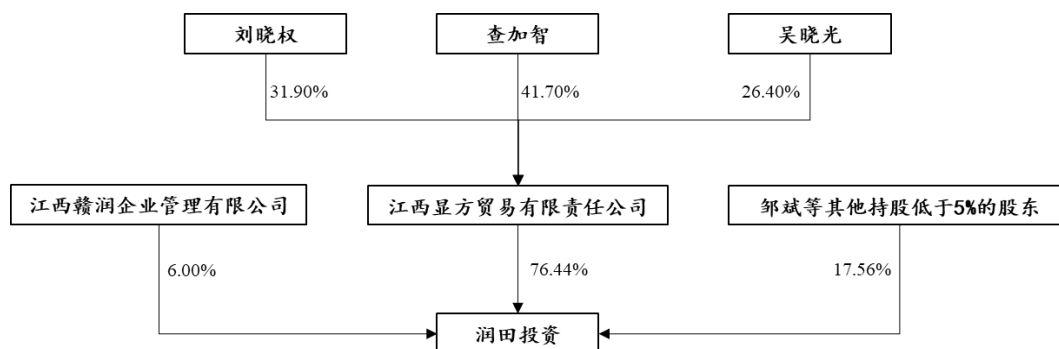 刘晓权
查加智
吴晓光
31.90%
41.70%
26.40%
江西赣润企业管理有限公司
江西显方贸易有限责任公司
邹斌等其他持股低于5%的股东
6.00%
76.44%
17.56%
润田投资